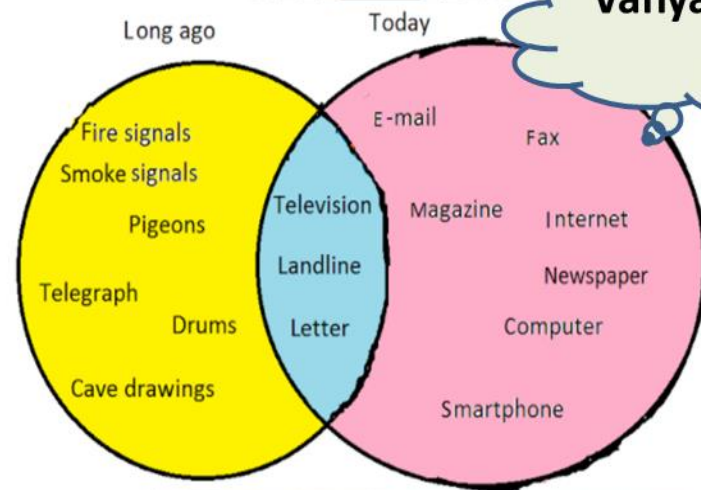 Vanya
Long ago
Today
Fire signals
Smoke signals
Pigeons
Telegraph
Drums
Cave drawings
Television
Landline
Letter
E-mail
Fax
Magazine
Internet
Newspaper
Computer
Smartphone